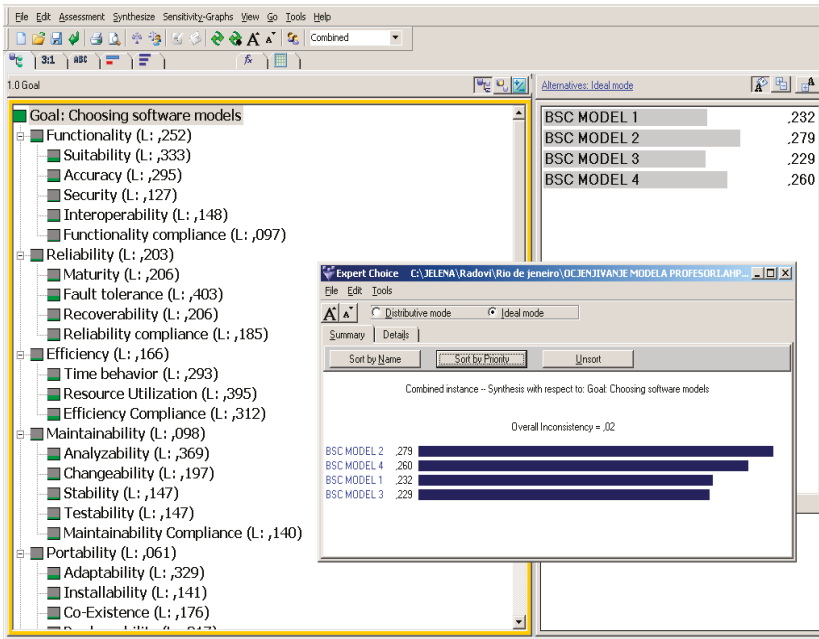 File Edit Assessment Synthesize Sensitivity-Graphs View Go Tools Help
A A Combined
3:1 ABC fx
1.0 Goal
Goal: Choosing software models
Functionality (L: ,252)
Suitability (L: ,333)
Accuracy (L: ,295)
Security (L: ,127)
Interoperability (L: ,148)
Functionality compliance (L: ,097)
Reliability (L: ,203)
Maturity (L: ,206)
Fault tolerance (L: ,403)
Recoverability (L: ,206)
Reliability compliance (L: ,185)
Efficiency (L: ,166)
Time behavior (L: ,293)
Resource Utilization (L: ,395)
Efficiency Compliance (L: ,312)
Maintainability (L: ,098)
Analyzability (L: ,369)
Changeability (L: ,197)
Stability (L: ,147)
Testability (L: ,147)
Maintainability Compliance (L: ,140)
Portability (L: ,061)
Adaptability (L: ,329)
Installability (L: ,141)
Co-Existence (L: ,176)
Alternatives: Ideal mode
BSC MODEL 1 ,232
BSC MODEL 2 ,279
BSC MODEL 3 ,229
BSC MODEL 4 ,260
Expert Choice C:\JELENA\Radovi\Rio de jeneiro\OCJENJIVANJE MODELA PROFESORI.AHP...
File Edit Tools
A A Distributive mode Ideal mode
Summary Details
Sort by Name Sort by Priority Unsort
Combined instance -- Synthesis with respect to: Goal: Choosing software models
Overall Inconsistency = ,02
BSC MODEL 2 ,279
BSC MODEL 4 ,260
BSC MODEL 1 ,232
BSC MODEL 3 ,229